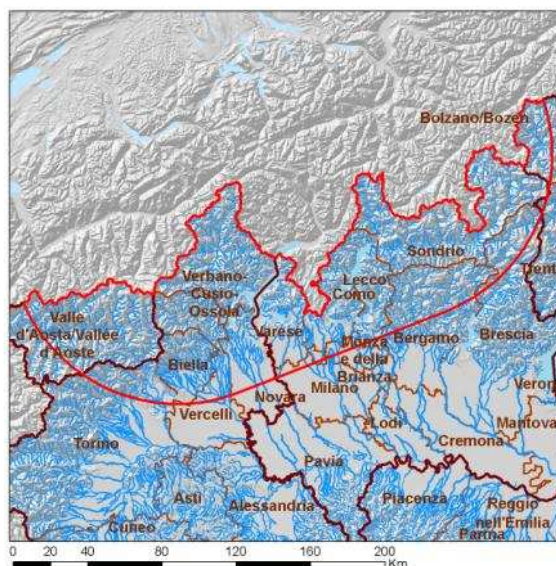 Bolzano/Bozen
Sondrio
Trent
Verbano-
Cusio-
Ossola
Lecco
Como
Valle
d'Aosta/Vallée
d'Aoste
Varese
Monza
e della
Brianza
Bergamo
Brescia
Biella
Milano
Novara
Vercelli
Verona
Mantova
Torino
Lodi
Cremona
Pavia
Asti
Alessandria
Piacenza
Reggio
nell'Emilia
Cuneo
Parma
0 20 40 80 120 160 200
Km